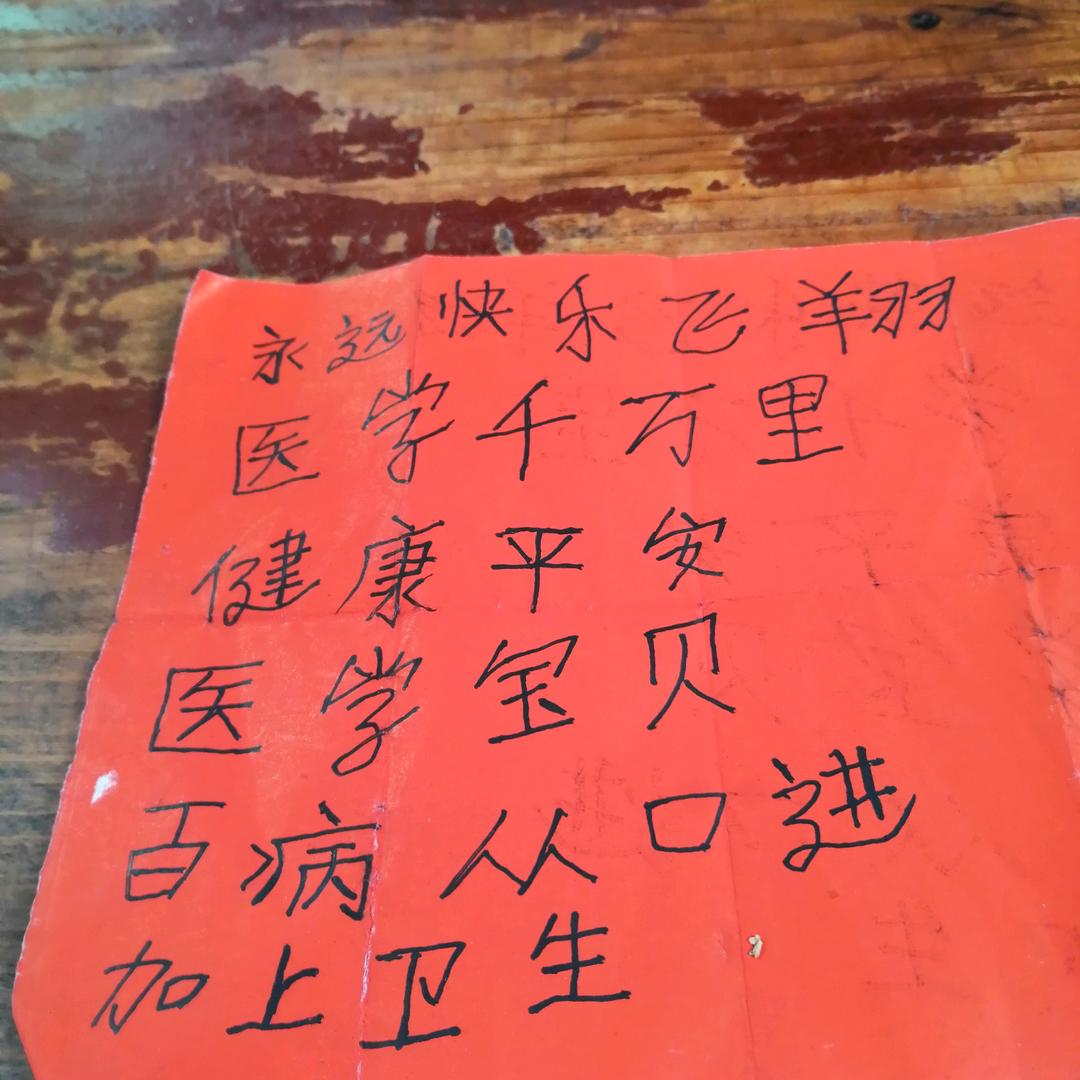 永远快乐飞翔
医学千万里
健康平安
医学宝贝
百病从口进
加上卫生